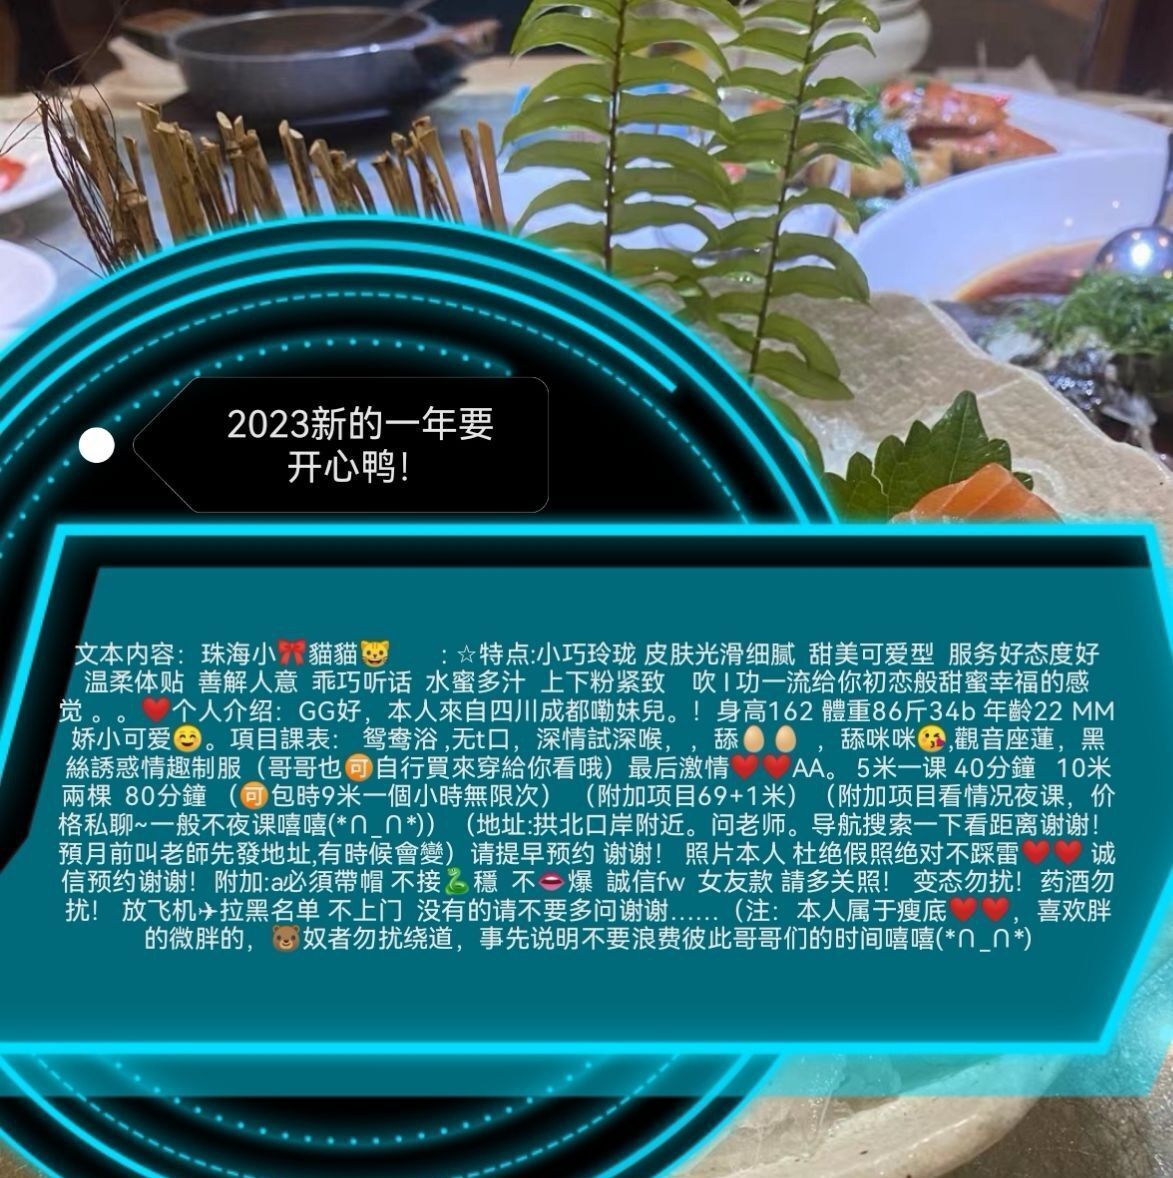 2023新的一年要
开心鸭！
文本内容：珠海小🎀貓貓😺 : ☆特点:小巧玲珑 皮肤光滑细腻 甜美可爱型 服务好态度好
温柔体贴 善解人意 乖巧听话 水蜜多汁 上下粉紧致 吹 I 功一流给你初恋般甜蜜幸福的感
觉 。。❤️个人介绍：GG好，本人來自四川成都嘞妹兒。！身高162 體重86斤34b 年齡22 MM
娇小可爱☺️。項目課表： 鸳鸯浴 ,无t口，深情試深喉，, 舔🥚🥚 ，舔咪咪😘,觀音座蓮，黑
絲誘惑情趣制服（哥哥也🉑自行買來穿給你看哦）最后激情❤️❤️AA。 5米一课 40分鐘 10米
兩棵 80分鐘 （🉑包時9米一個小時無限次） （附加项目69+1米）（附加项目看情况夜课，价
格私聊~一般不夜课嘻嘻(*∩_∩*)）（地址:拱北口岸附近。问老师。导航搜索一下看距离谢谢！
預月前叫老師先發地址,有時候會變）请提早预约 谢谢！ 照片本人 杜绝假照绝对不踩雷❤️❤️ 诚
信预约谢谢！附加:a必須帶帽 不接🐍穩 不👄爆 誠信fw 女友款 請多关照！ 变态勿扰！药酒勿
扰！ 放飞机✈拉黑名单 不上门 没有的请不要多问谢谢……（注：本人属于瘦底❤️❤️，喜欢胖
的微胖的，🐻奴者勿扰绕道，事先说明不要浪费彼此哥哥们的时间嘻嘻(*∩_∩*)